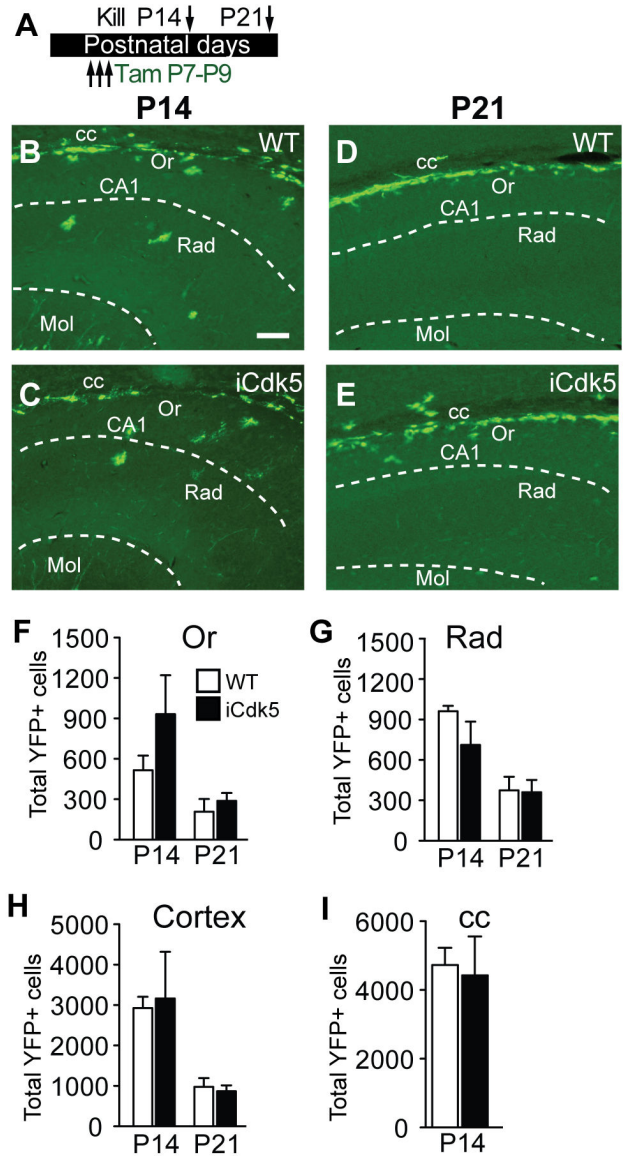 A
Kill P14 P21
Postnatal days
Tam P7-P9
P14 P21
B cc WT
Or
CA1
Rad
Mol
D WT
cc
Or
CA1
Rad
Mol
C cc iCdk5
Or
CA1
Rad
Mol
E iCdk5
cc
Or
CA1
Rad
Mol
F Or
Total YFP+ cells
1500
1200
900
600
300
0
WT
iCdk5
P14 P21
G Rad
Total YFP+ cells
1500
1200
900
600
300
0
P14 P21
H Cortex
Total YFP+ cells
5000
4000
3000
2000
1000
0
P14 P21
I cc
Total YFP+ cells
6000
4000
2000
0
P14